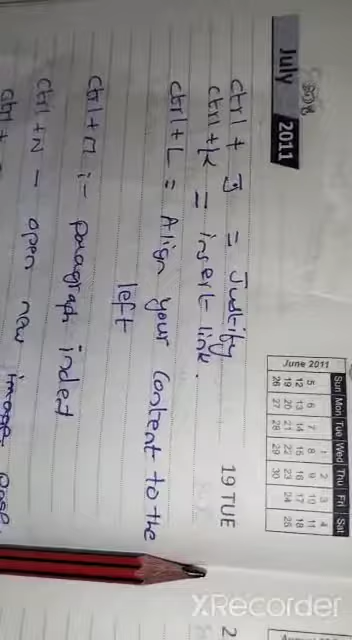 July 2011
June 2011
Sun Mon Tue Wed Thu Fri Sat
1 2 3 4
5 6 7 8 9 10 11
12 13 14 15 16 17 18
19 20 21 22 23 24 25
26 27 28 29 30
19 TUE
ctrl + J = Justify
ctrl+K = insert link.
ctrl+L = Align your content to the
left
ctrl+M :- paragraph indent
ctrl+N - open new image
ctrl +
2
XRecorder